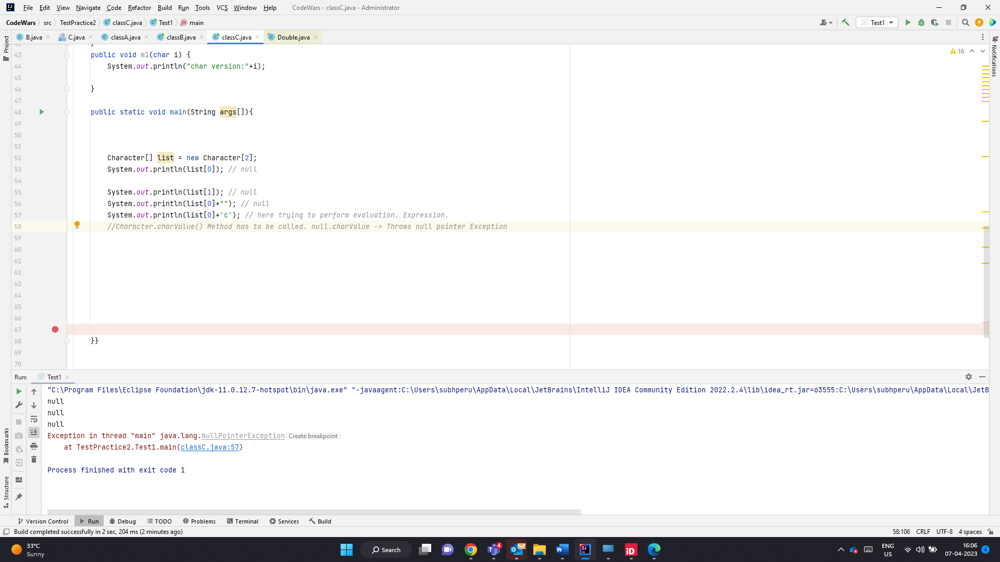 File Edit View Navigate Code Refactor Build Run Tools VCS Window Help CodeWars - classC.java - Administrator
CodeWars src TestPractice2 classC.java Test1 main Test1
B.java C.java classA.java classB.java classC.java Double.java
Project
Notifications
16
42 }
43 public void m1(char i) {
44 System.out.println("char version:"+i);
45
46 }
47
48 public static void main(String args[]){
49
50
51
52 Character[] list = new Character[2];
53 System.out.println(list[0]); // null
54
55 System.out.println(list[1]); // null
56 System.out.println(list[0]+""); // null
57 System.out.println(list[0]+'c'); // here trying to perform evaluation. Expression.
58 //Character.charValue() Method has to be called. null.charValue -> Throws null pointer Exception
59
60
61
62
63
64
65
66
67
68 }}
69
70
Run: Test1
"C:\Program Files\Eclipse Foundation\jdk-11.0.12.7-hotspot\bin\java.exe" "-javaagent:C:\Users\subhperu\AppData\Local\JetBrains\IntelliJ IDEA Community Edition 2022.2.4\lib\idea_rt.jar=63555:C:\Users\subhperu\AppData\Local\JetB
null
null
null
Exception in thread "main" java.lang.NullPointerException Create breakpoint
at TestPractice2.Test1.main(classC.java:57)
Process finished with exit code 1
Bookmarks
Structure
Version Control Run Debug TODO Problems Terminal Services Build
Build completed successfully in 2 sec, 204 ms (2 minutes ago) 58:106 CRLF UTF-8 4 spaces
33°C
Sunny
Search
4
ENG
US
16:06
07-04-2023
4